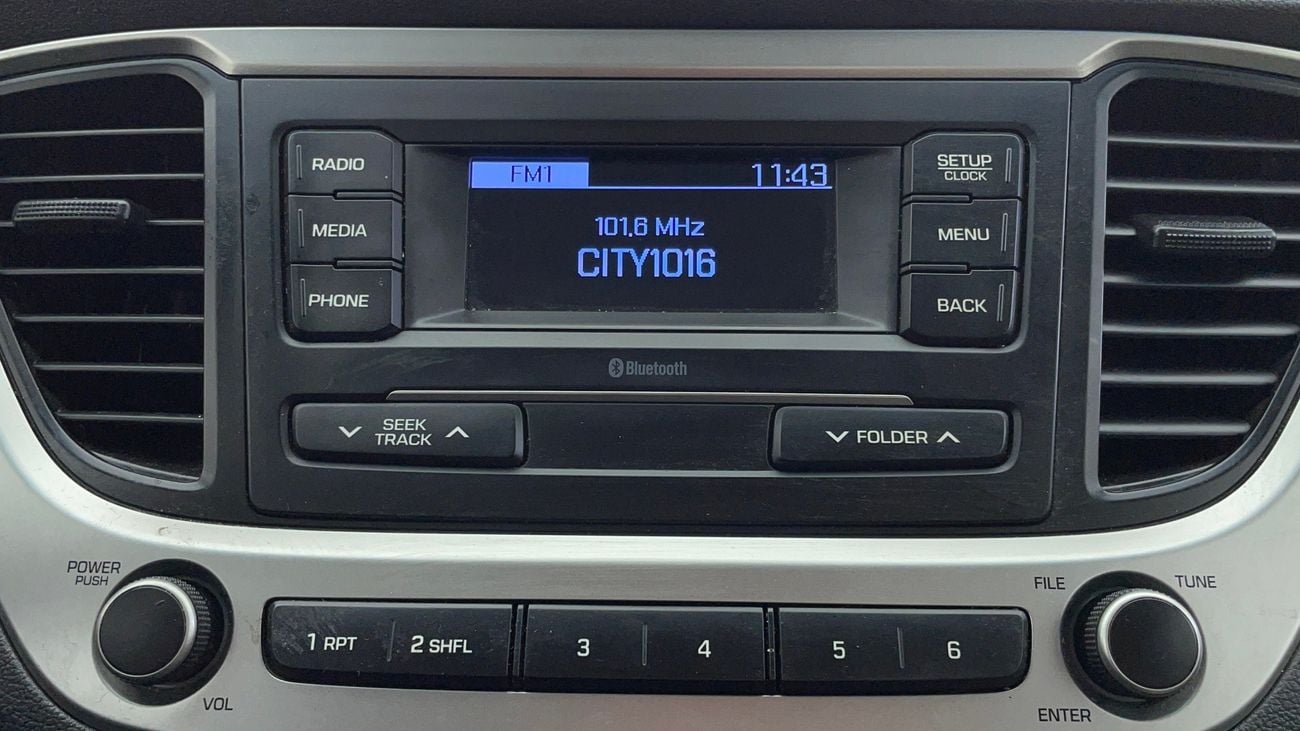 RADIO
MEDIA
PHONE
FM1 11:43
101.6 MHz
CITY1016
SETUP
CLOCK
MENU
BACK
Bluetooth
SEEK
TRACK
FOLDER
POWER
PUSH
VOL
1 RPT 2 SHFL 3 4 5 6
FILE TUNE
ENTER